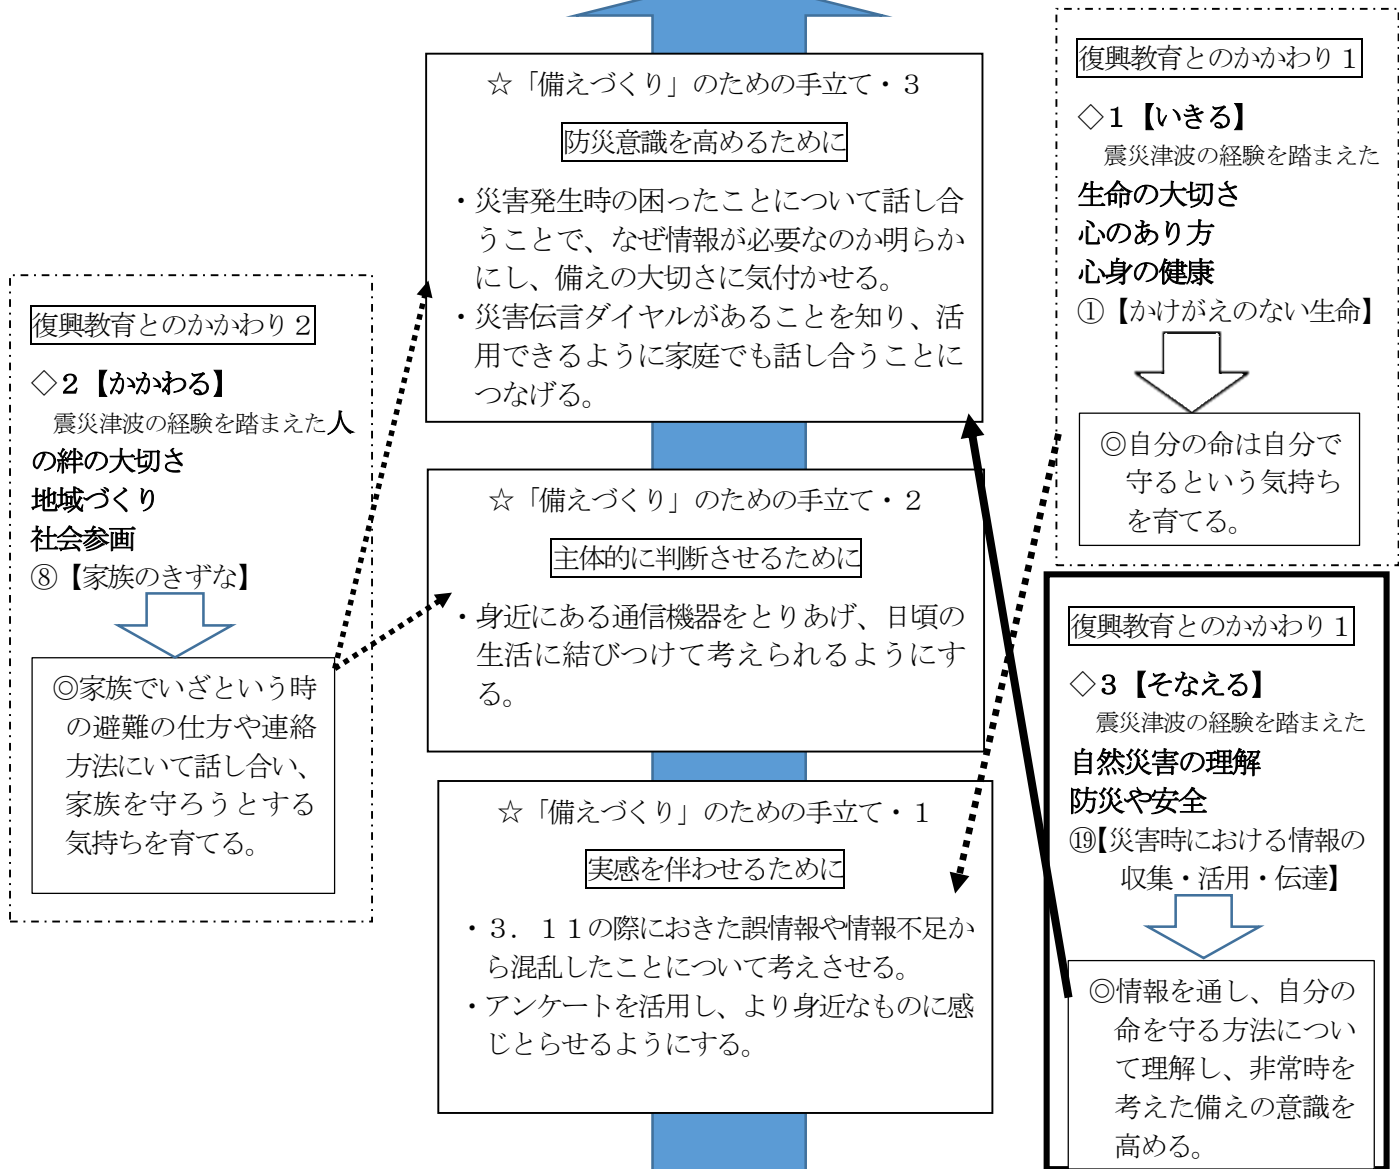 ☆「備えづくり」のための手立て・３
防災意識を高めるために
・災害発生時の困ったことについて話し合
うことで、なぜ情報が必要なのか明らか
にし、備えの大切さに気付かせる。
・災害伝言ダイヤルがあることを知り、活
用できるように家庭でも話し合うことに
つなげる。
復興教育とのかかわり１
◇１【いきる】
震災津波の経験を踏まえた
生命の大切さ
心のあり方
心身の健康
①【かけがえのない生命】
◎自分の命は自分で
守るという気持ち
を育てる。
復興教育とのかかわり２
◇２【かかわる】
震災津波の経験を踏まえた人
の絆の大切さ
地域づくり
社会参画
⑧【家族のきずな】
◎家族でいざという時
の避難の仕方や連絡
方法にいて話し合い、
家族を守ろうとする
気持ちを育てる。
☆「備えづくり」のための手立て・２
主体的に判断させるために
・身近にある通信機器をとりあげ、日頃の
生活に結びつけて考えられるようにす
る。
復興教育とのかかわり１
◇３【そなえる】
震災津波の経験を踏まえた
自然災害の理解
防災や安全
⑲【災害時における情報の
収集・活用・伝達】
◎情報を通し、自分の
命を守る方法につい
て理解し、非常時を
考えた備えの意識を
高める。
☆「備えづくり」のための手立て・１
実感を伴わせるために
・３．１１の際におきた誤情報や情報不足か
ら混乱したことについて考えさせる。
・アンケートを活用し、より身近なものに感
じとらせるようにする。